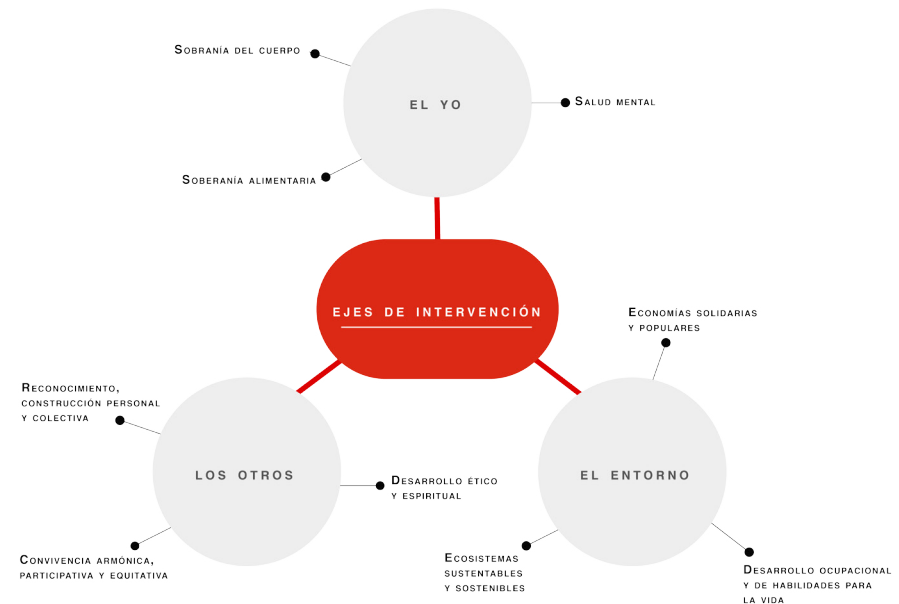 Sobranía del cuerpo
EL YO
Salud mental
Soberanía alimentaria
EJES DE INTERVENCIÓN
Economías solidarias
y populares
Reconocimiento,
construcción personal
y colectiva
LOS OTROS
Desarrollo ético
y espiritual
Convivencia armónica,
participativa y equitativa
EL ENTORNO
Ecosistemas
sustentables
y sostenibles
Desarrollo ocupacional
y de habilidades para
la vida